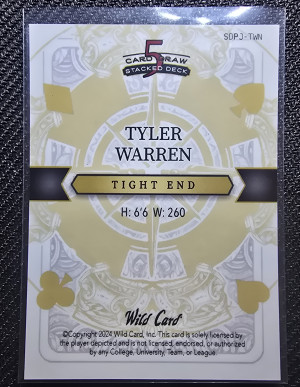 SDPJ-TWN
5
CARD DRAW
STACKED DECK
TYLER
WARREN
TIGHT END
H: 6'6 W: 260
Wild Card
©Copyright 2024 Wild Card, Inc. This card is solely licensed by
the player depicted and is not licensed, endorsed, or authorized
by any College, University, Team, or League.